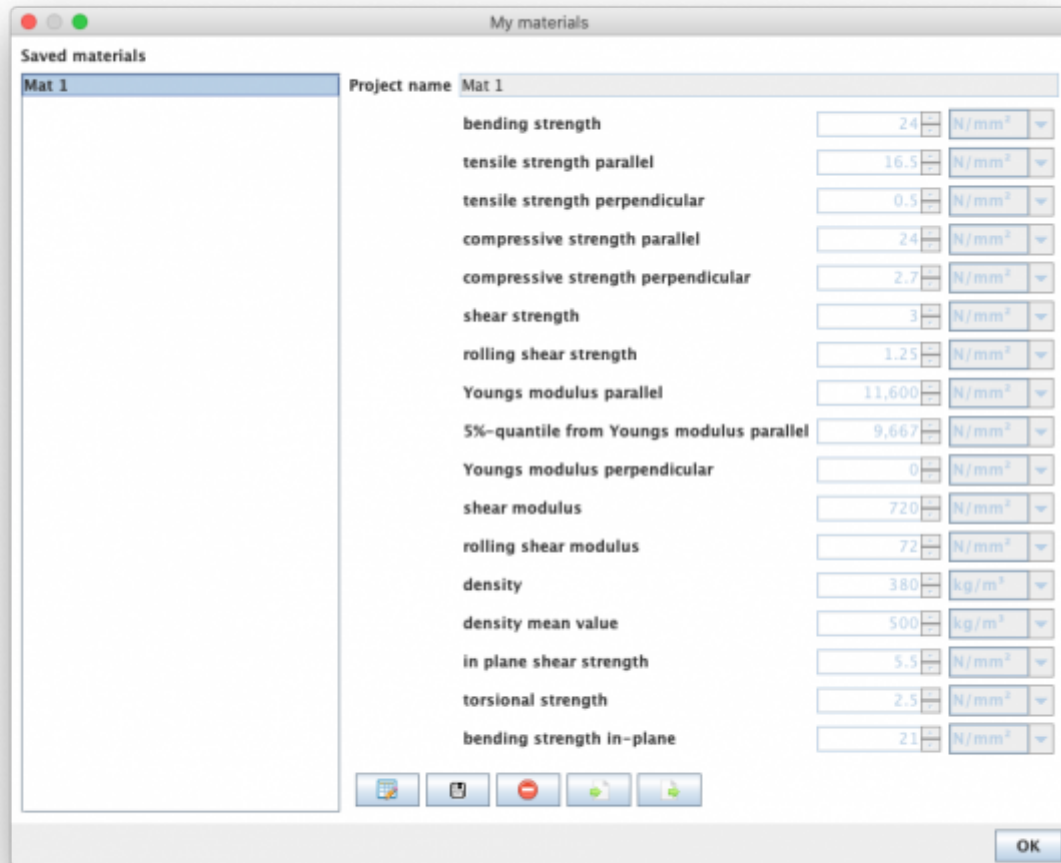 My materials
Saved materials
Mat 1
Project name Mat 1
bending strength 24 N/mm²
tensile strength parallel 16.5 N/mm²
tensile strength perpendicular 0.5 N/mm²
compressive strength parallel 24 N/mm²
compressive strength perpendicular 2.7 N/mm²
shear strength 3 N/mm²
rolling shear strength 1.25 N/mm²
Youngs modulus parallel 11,600 N/mm²
5%-quantile from Youngs modulus parallel 9,667 N/mm²
Youngs modulus perpendicular 0 N/mm²
shear modulus 720 N/mm²
rolling shear modulus 72 N/mm²
density 380 kg/m³
density mean value 500 kg/m³
in plane shear strength 5.5 N/mm²
torsional strength 2.5 N/mm²
bending strength in-plane 21 N/mm²
OK